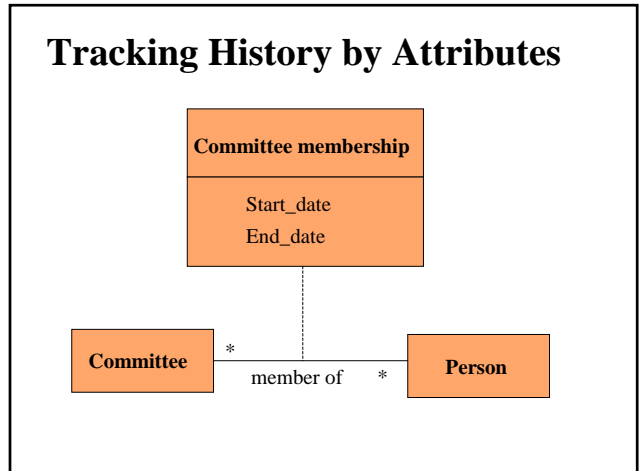 Tracking History by Attributes
Committee membership
Start_date
End_date
Committee
*
member of
*
Person